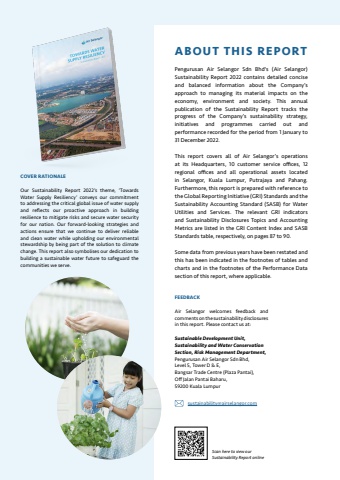 Air Selangor
TOWARDS WATER
SUPPLY RESILIENCY
COVER RATIONALE
Our Sustainability Report 2022's theme, 'Towards
Water Supply Resiliency' conveys our commitment
to addressing the critical global issue of water supply
and reflects our proactive approach in building
resilience to mitigate risks and secure water security
for our nation. Our forward-looking strategies and
actions ensure that we continue to deliver reliable
and clean water while upholding our environmental
stewardship by being part of the solution to climate
change. This report also symbolises our dedication to
building a sustainable water future to safeguard the
communities we serve.
ABOUT THIS REPORT
Pengurusan Air Selangor Sdn Bhd's (Air Selangor)
Sustainability Report 2022 contains detailed concise
and balanced information about the Company's
approach to managing its material impacts on the
economy, environment and society. This annual
publication of the Sustainability Report tracks the
progress of the Company's sustainability strategy,
initiatives and programmes carried out and
performance recorded for the period from 1 January to
31 December 2022.
This report covers all of Air Selangor's operations
at its Headquarters, 10 customer service offices, 12
regional offices and all operational assets located
in Selangor, Kuala Lumpur, Putrajaya and Pahang.
Furthermore, this report is prepared with reference to
the Global Reporting Initiative (GRI) Standards and the
Sustainability Accounting Standard (SASB) for Water
Utilities and Services. The relevant GRI indicators
and Sustainability Disclosures Topics and Accounting
Metrics are listed in the GRI Content Index and SASB
Standards table, respectively, on pages 87 to 90.
Some data from previous years have been restated and
this has been indicated in the footnotes of tables and
charts and in the footnotes of the Performance Data
section of this report, where applicable.
FEEDBACK
Air Selangor welcomes feedback and
comments on the sustainability disclosures
in this report. Please contact us at:
Sustainable Development Unit,
Sustainability and Water Conservation
Section, Risk Management Department,
Pengurusan Air Selangor Sdn Bhd,
Level 5, Tower D & E,
Bangsar Trade Centre (Plaza Pantai),
Off Jalan Pantai Baharu,
59200 Kuala Lumpur
sustainability@airselangor.com
Scan here to view our
Sustainability Report online